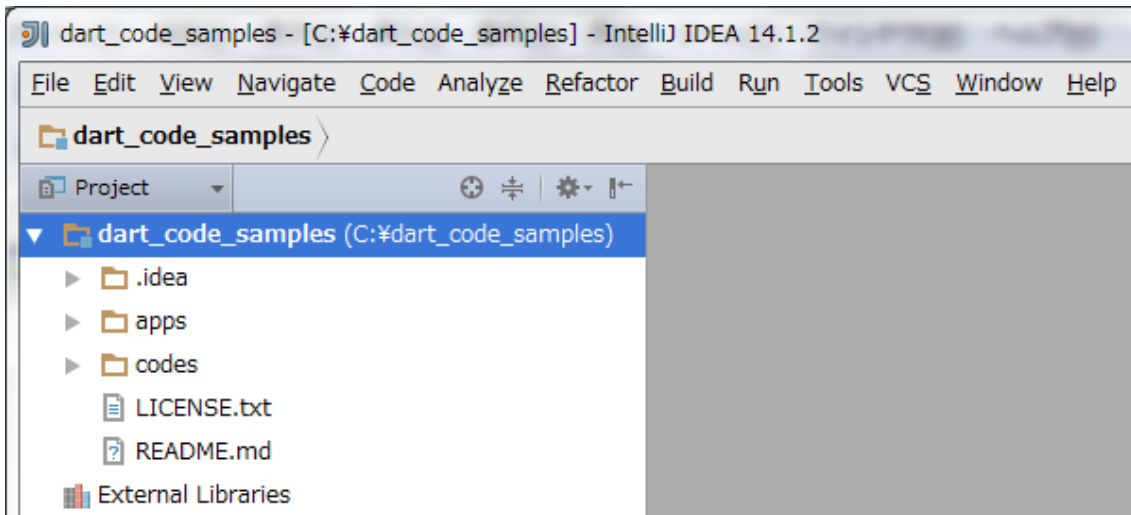 dart_code_samples - [C:¥dart_code_samples] - IntelliJ IDEA 14.1.2
File Edit View Navigate Code Analyze Refactor Build Run Tools VCS Window Help
dart_code_samples
Project
dart_code_samples (C:¥dart_code_samples)
.idea
apps
codes
LICENSE.txt
README.md
External Libraries